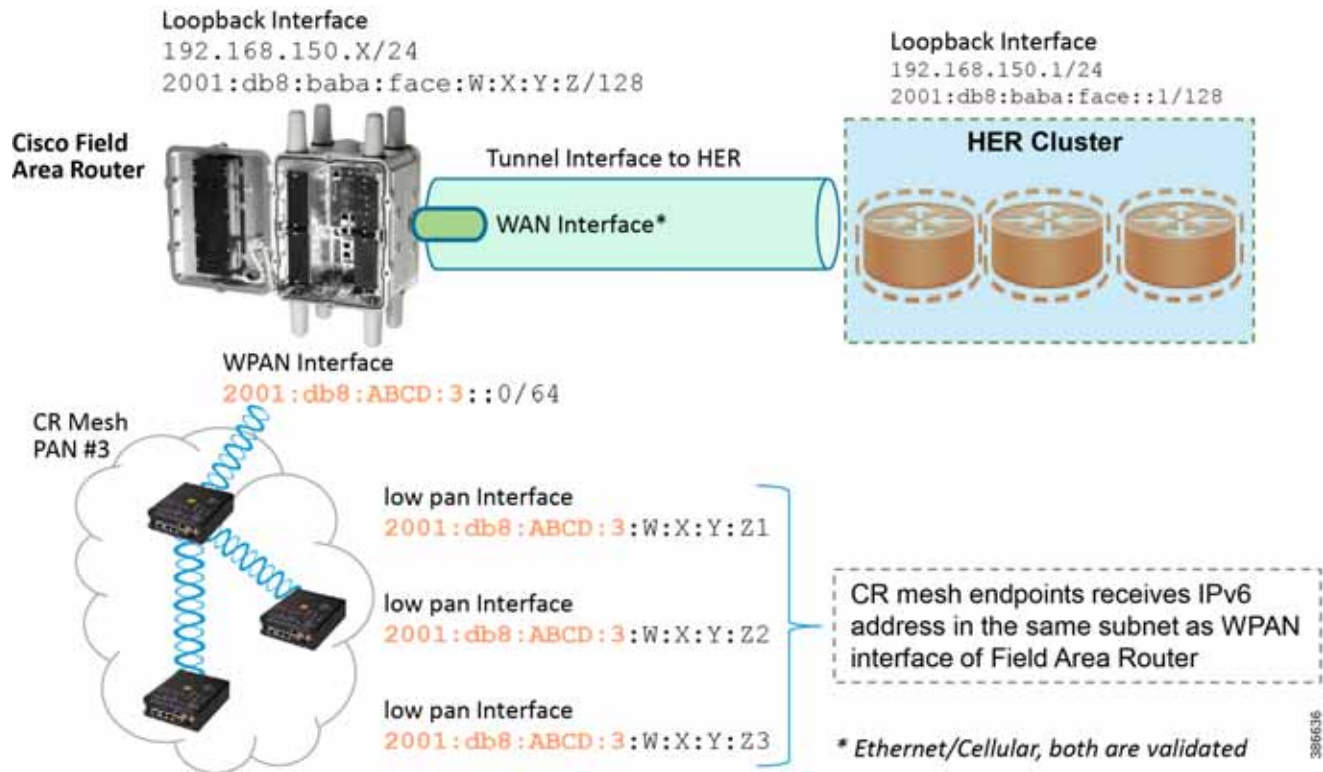 Loopback Interface
192.168.150.X/24
2001:db8:baba:face:W:X:Y:Z/128
Loopback Interface
192.168.150.1/24
2001:db8:baba:face::1/128
Cisco Field
Area Router
Tunnel Interface to HER
WAN Interface*
HER Cluster
WPAN Interface
2001:db8:ABCD:3::0/64
CR Mesh
PAN #3
low pan Interface
2001:db8:ABCD:3:W:X:Y:Z1
low pan Interface
2001:db8:ABCD:3:W:X:Y:Z2
low pan Interface
2001:db8:ABCD:3:W:X:Y:Z3
CR mesh endpoints receives IPv6
address in the same subnet as WPAN
interface of Field Area Router
* Ethernet/Cellular, both are validated
386636